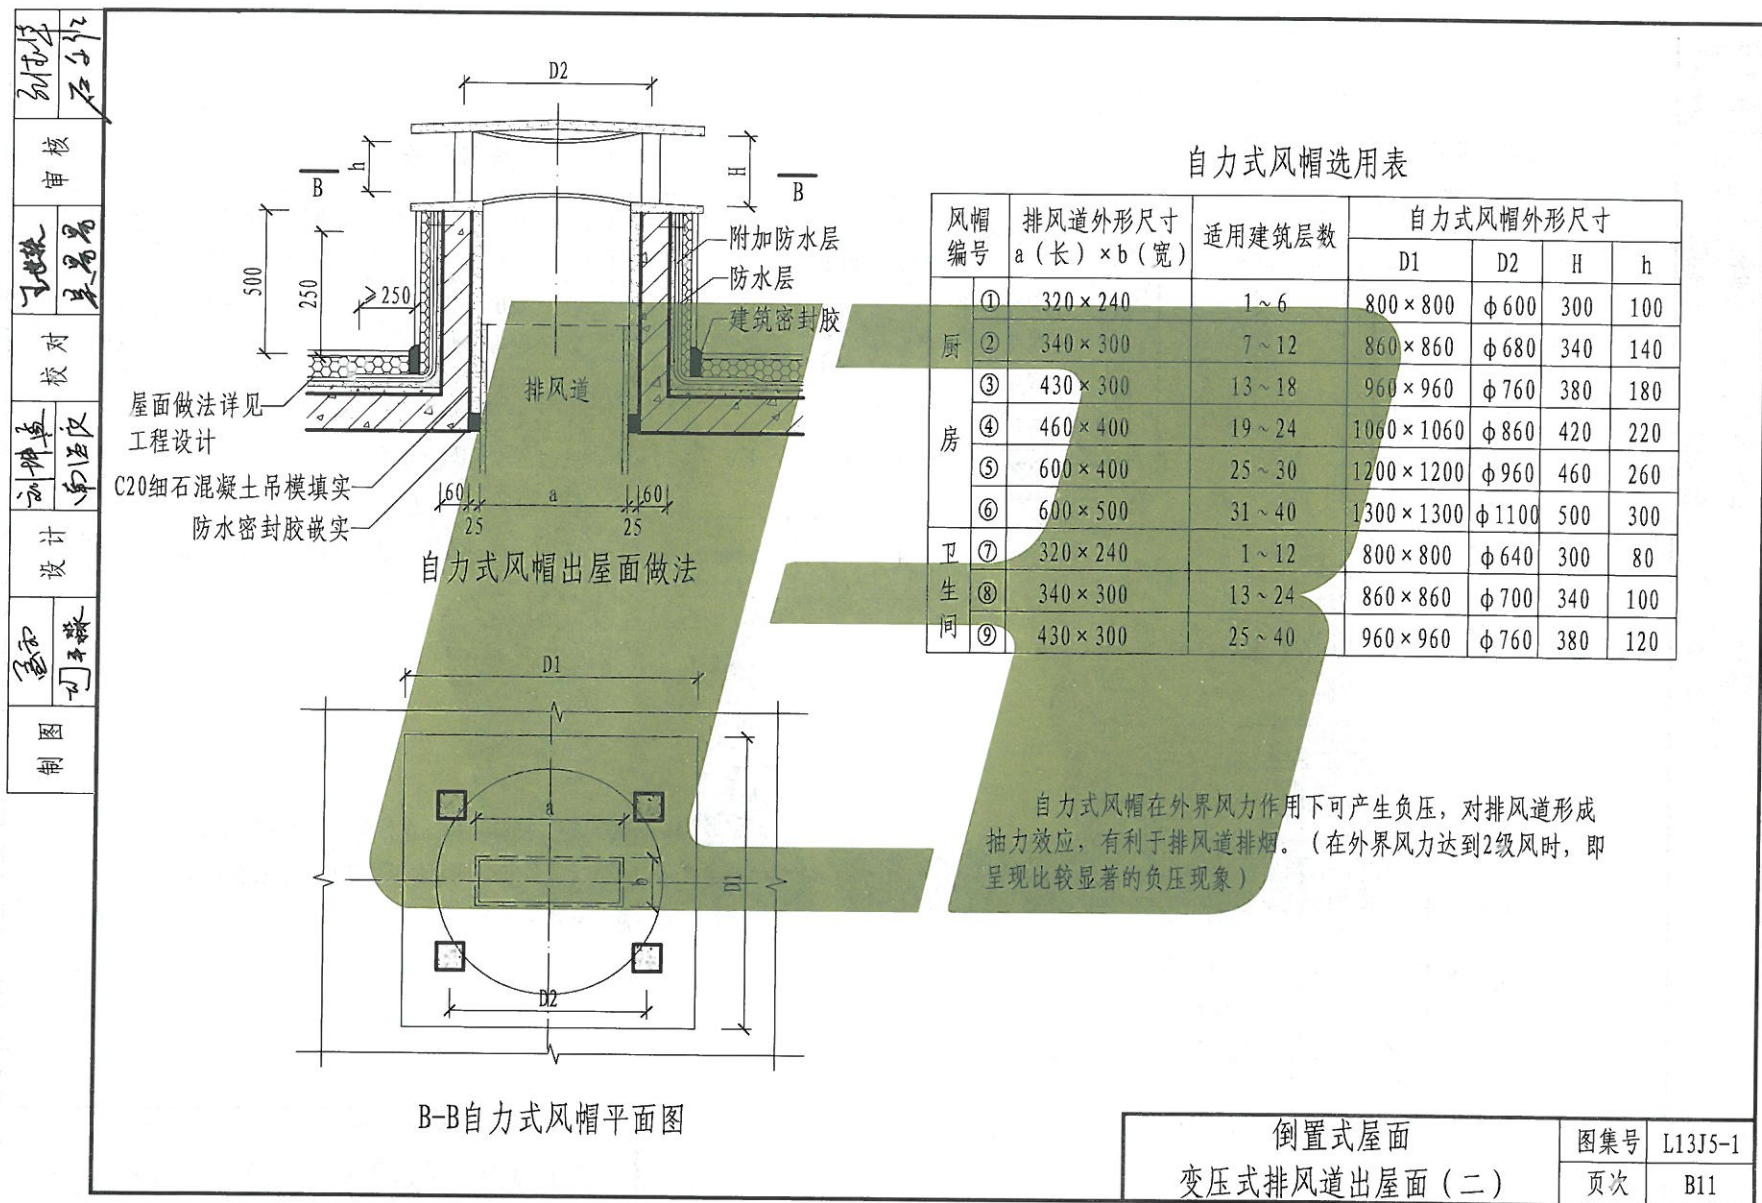 审核
校对
设计
制图
D2
h
H
B
B
500
250
≥250
附加防水层
防水层
建筑密封胶
排风道
屋面做法详见
工程设计
C20细石混凝土吊模填实
防水密封胶嵌实
60
a
60
25
25
自力式风帽出屋面做法
D1
a
b
D1
D2
B-B自力式风帽平面图
自力式风帽选用表
风帽编号 排风道外形尺寸a（长）×b（宽） 适用建筑层数 自力式风帽外形尺寸
D1 D2 H h
厨房
① 320×240 1~6 800×800 φ600 300 100
② 340×300 7~12 860×860 φ680 340 140
③ 430×300 13~18 960×960 φ760 380 180
④ 460×400 19~24 1060×1060 φ860 420 220
⑤ 600×400 25~30 1200×1200 φ960 460 260
⑥ 600×500 31~40 1300×1300 φ1100 500 300
卫生间
⑦ 320×240 1~12 800×800 φ640 300 80
⑧ 340×300 13~24 860×860 φ700 340 100
⑨ 430×300 25~40 960×960 φ760 380 120
自力式风帽在外界风力作用下可产生负压，对排风道形成
抽力效应，有利于排风道排烟。（在外界风力达到2级风时，即
呈现比较显著的负压现象）
倒置式屋面
变压式排风道出屋面（二）
图集号 L13J5-1
页次 B11